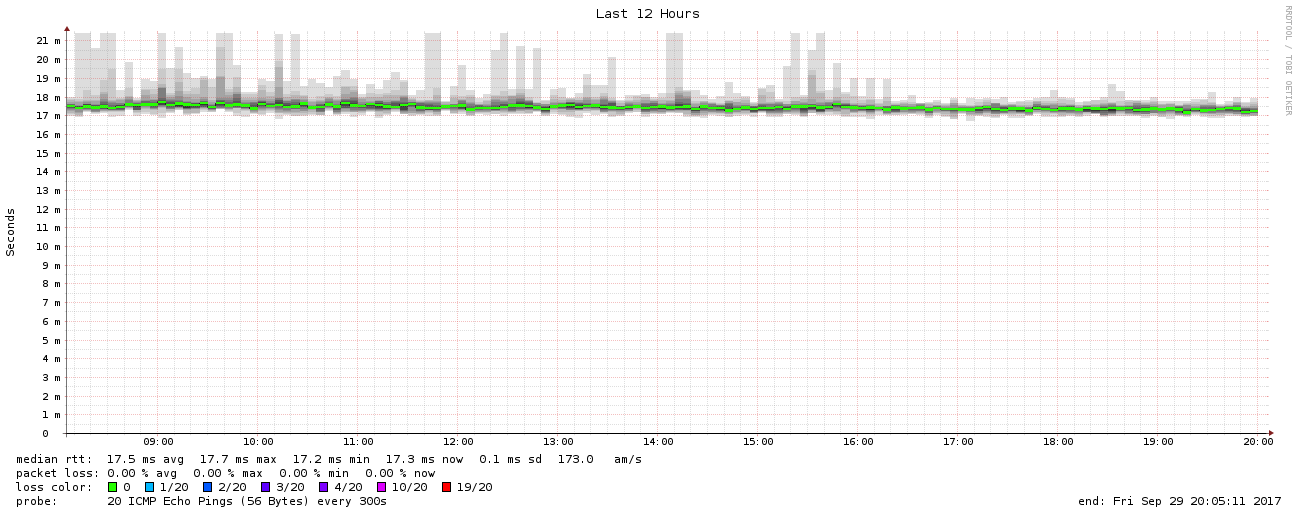 Last 12 Hours
RRDTOOL / TOBI OETIKER
Seconds
21 m
20 m
19 m
18 m
17 m
16 m
15 m
14 m
13 m
12 m
11 m
10 m
9 m
8 m
7 m
6 m
5 m
4 m
3 m
2 m
1 m
0
09:00 10:00 11:00 12:00 13:00 14:00 15:00 16:00 17:00 18:00 19:00 20:00
median rtt: 17.5 ms avg 17.7 ms max 17.2 ms min 17.3 ms now 0.1 ms sd 173.0 am/s
packet loss: 0.00 % avg 0.00 % max 0.00 % min 0.00 % now
loss color: 0 1/20 2/20 3/20 4/20 10/20 19/20
probe: 20 ICMP Echo Pings (56 Bytes) every 300s end: Fri Sep 29 20:05:11 2017